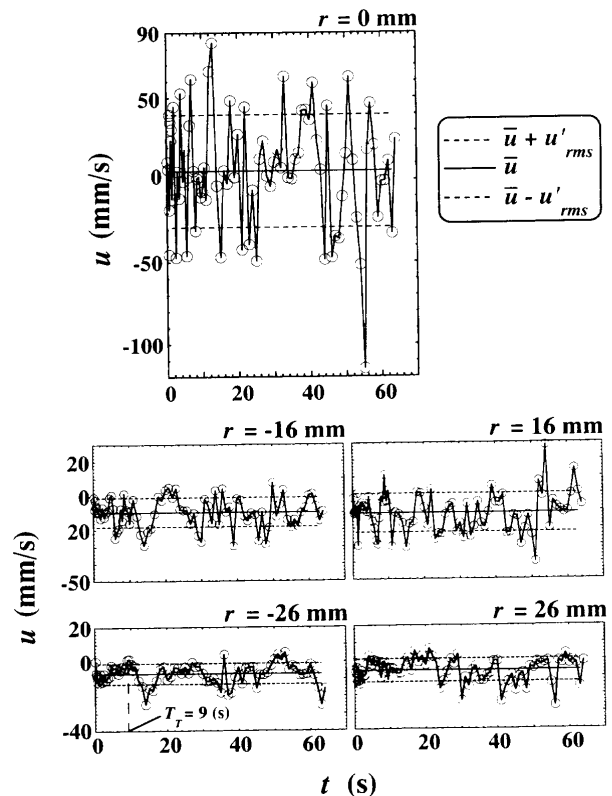 r = 0 mm
90
50
0
-50
-100
u (mm/s)
0 20 40 60
u̅ + u'rms
u̅
u̅ - u'rms
r = -16 mm
r = 16 mm
20
0
20
-50
r = -26 mm
r = 26 mm
20
0
-40
u (mm/s)
T_T = 9 (s)
0 20 40 60
0 20 40 60
t (s)